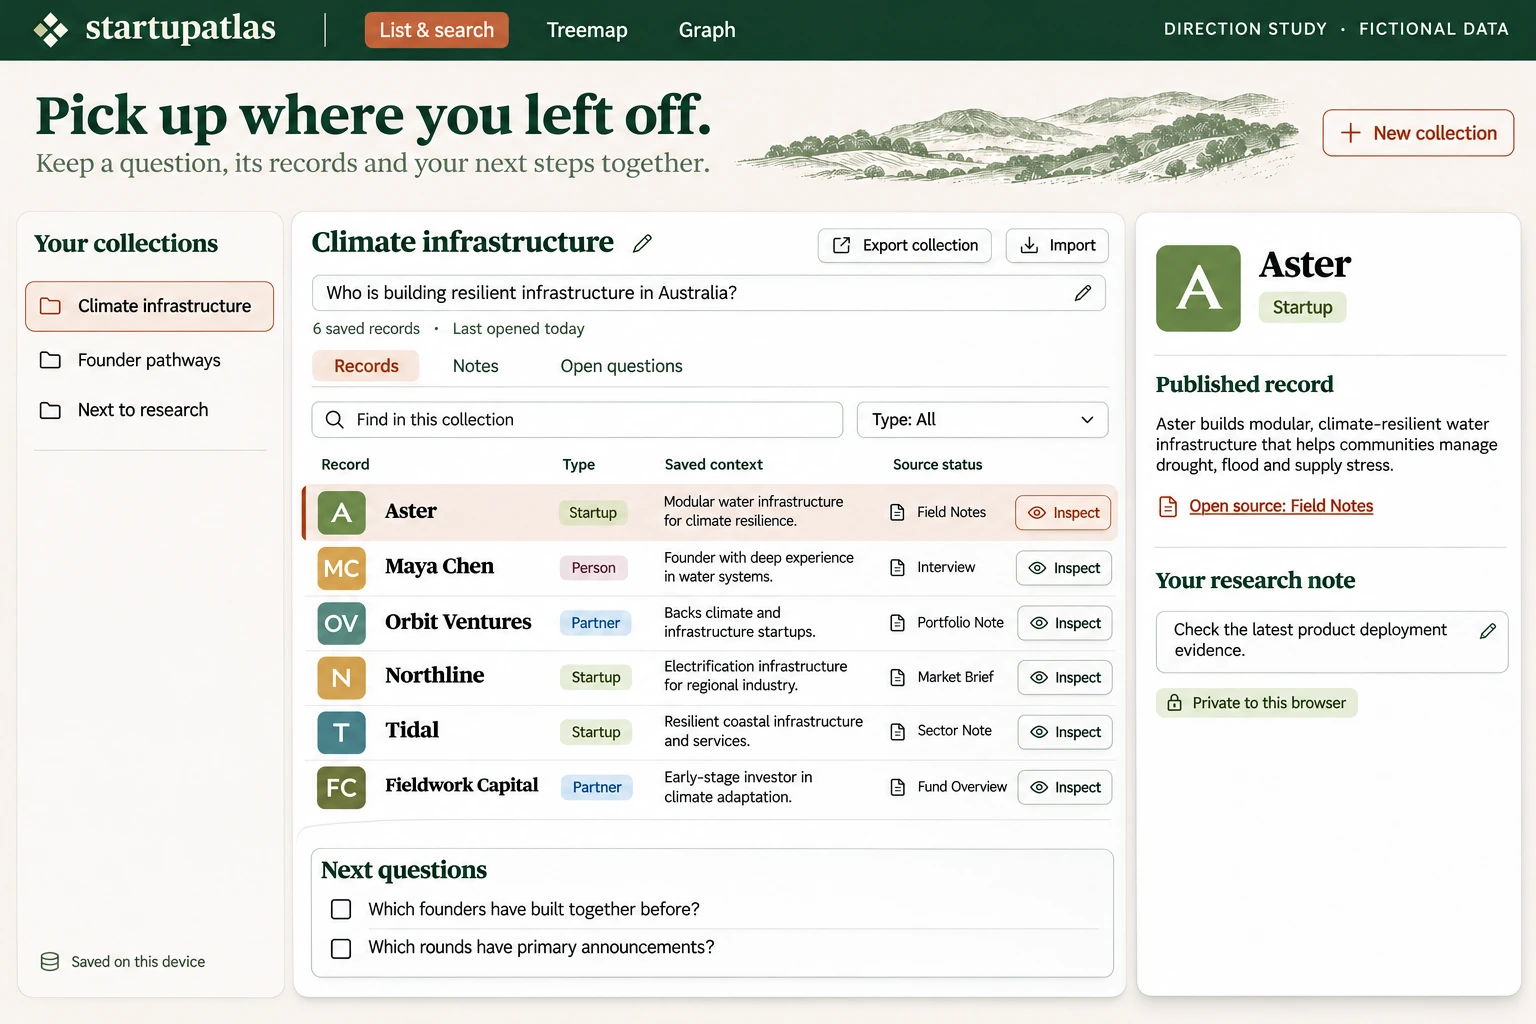 startupatlas
List & search
Treemap
Graph
DIRECTION STUDY · FICTIONAL DATA
Pick up where you left off.
Keep a question, its records and your next steps together.
New collection
Your collections
Climate infrastructure
Founder pathways
Next to research
Saved on this device
Climate infrastructure
Export collection
Import
Who is building resilient infrastructure in Australia?
6 saved records · Last opened today
Records
Notes
Open questions
Find in this collection
Type: All
Record
Type
Saved context
Source status
A
Aster
Startup
Modular water infrastructure
for climate resilience.
Field Notes
Inspect
MC
Maya Chen
Person
Founder with deep experience
in water systems.
Interview
Inspect
OV
Orbit Ventures
Partner
Backs climate and
infrastructure startups.
Portfolio Note
Inspect
N
Northline
Startup
Electrification infrastructure
for regional industry.
Market Brief
Inspect
T
Tidal
Startup
Resilient coastal infrastructure
and services.
Sector Note
Inspect
FC
Fieldwork Capital
Partner
Early-stage investor in
climate adaptation.
Fund Overview
Inspect
Next questions
Which founders have built together before?
Which rounds have primary announcements?
A
Aster
Startup
Published record
Aster builds modular, climate-resilient water
infrastructure that helps communities manage
drought, flood and supply stress.
Open source: Field Notes
Your research note
Check the latest product deployment
evidence.
Private to this browser